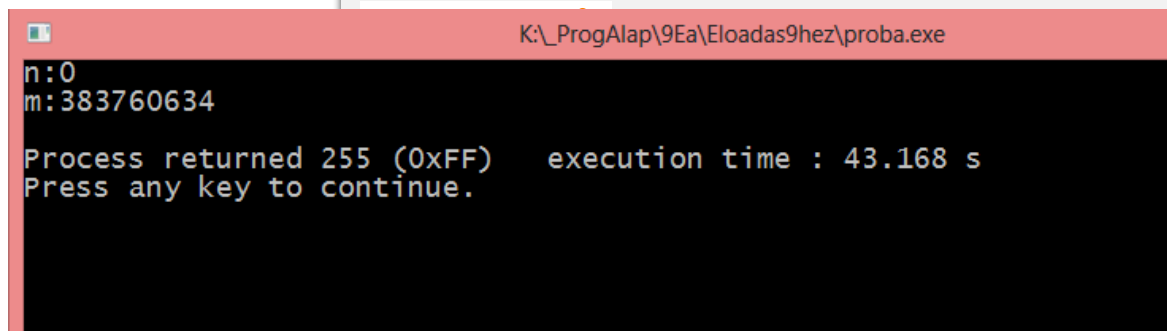 K:\_ProgAlap\9Ea\Eloadas9hez\proba.exe
n:0
m:383760634
Process returned 255 (0xFF)   execution time : 43.168 s
Press any key to continue.